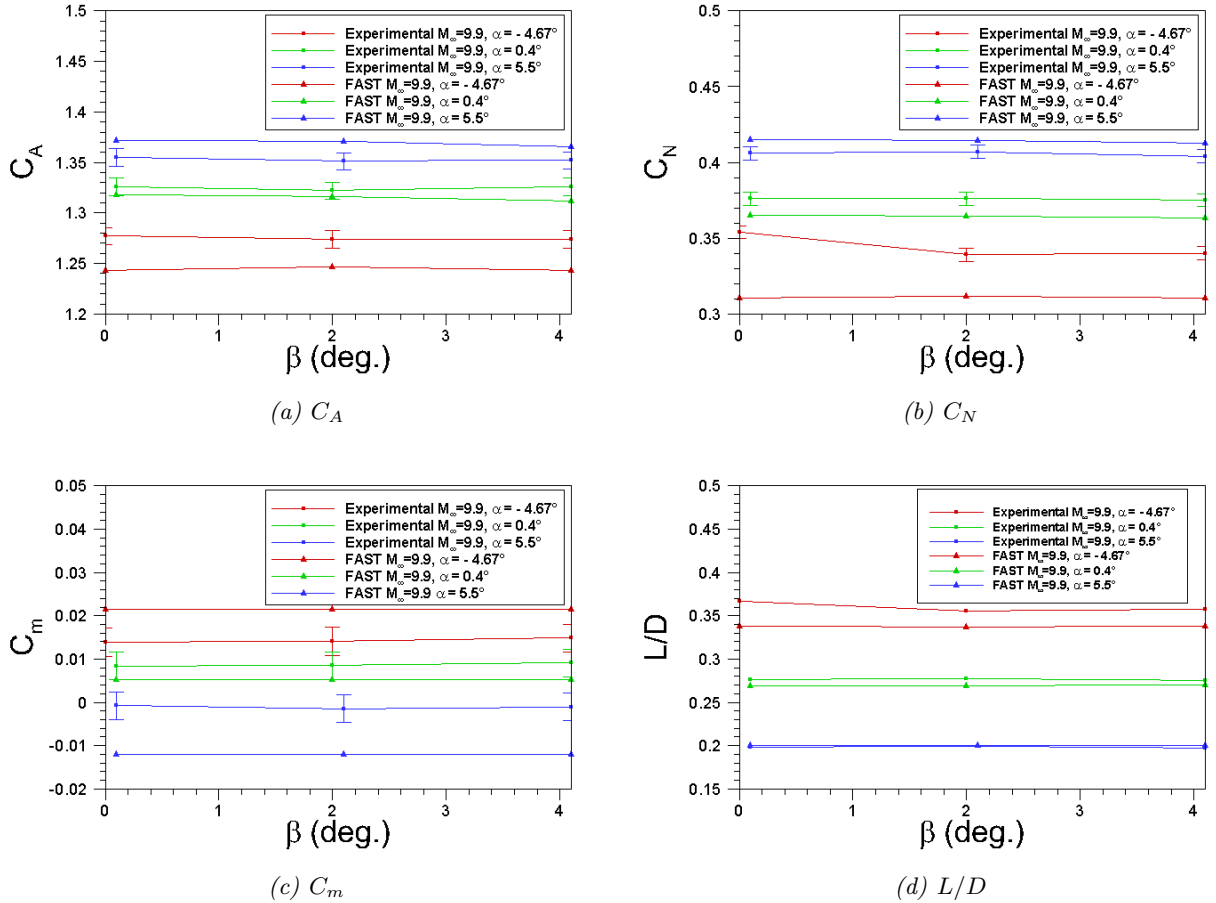 1.5
1.45
1.4
1.35
1.3
1.25
1.2
C_A
Experimental M∞=9.9, α = - 4.67°
Experimental M∞=9.9, α = 0.4°
Experimental M∞=9.9, α = 5.5°
FAST M∞=9.9, α = - 4.67°
FAST M∞=9.9, α = 0.4°
FAST M∞=9.9, α = 5.5°
0 1 2 3 4
β (deg.)
(a) C_A
0.5
0.45
0.4
0.35
0.3
C_N
Experimental M∞=9.9, α = - 4.67°
Experimental M∞=9.9, α = 0.4°
Experimental M∞=9.9, α = 5.5°
FAST M∞=9.9, α = - 4.67°
FAST M∞=9.9, α = 0.4°
FAST M∞=9.9, α = 5.5°
0 1 2 3 4
β (deg.)
(b) C_N
0.05
0.04
0.03
0.02
0.01
0
-0.01
-0.02
C_m
Experimental M∞=9.9, α = - 4.67°
Experimental M∞=9.9, α = 0.4°
Experimental M∞=9.9, α = 5.5°
FAST M∞=9.9, α = - 4.67°
FAST M∞=9.9, α = 0.4°
FAST M∞=9.9 α = 5.5°
0 1 2 3 4
β (deg.)
(c) C_m
0.5
0.45
0.4
0.35
0.3
0.25
0.2
0.15
L/D
Experimental M∞=9.9, α = - 4.67°
Experimental M∞=9.9, α = 0.4°
Experimental M∞=9.9, α = 5.5°
FAST M∞=9.9, α = - 4.67°
FAST M∞=9.9, α = 0.4°
FAST M∞=9.9, α = 5.5°
0 1 2 3 4
β (deg.)
(d) L/D